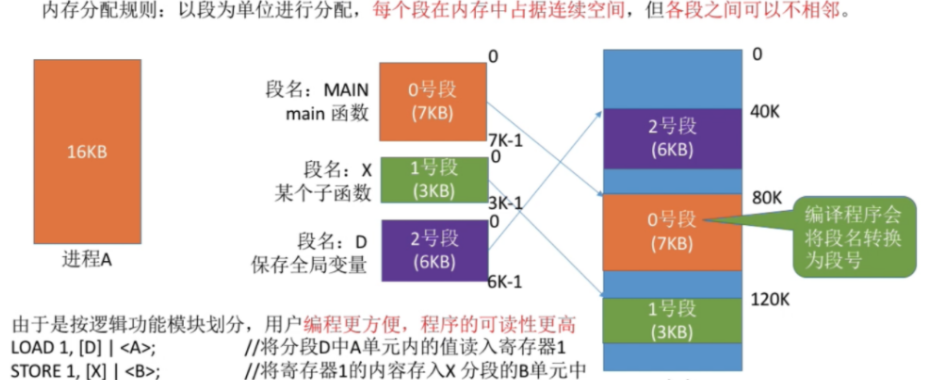 内存分配规则：以段为单位进行分配，每个段在内存中占据连续空间，但各段之间可以不相邻。
16KB
进程A
段名：MAIN
main 函数
0号段
(7KB)
0
7K-1
段名：X
某个子函数
1号段
(3KB)
0
3K-1
段名：D
保存全局变量
2号段
(6KB)
0
6K-1
0
40K
2号段
(6KB)
80K
0号段
(7KB)
120K
1号段
(3KB)
编译程序会
将段名转换
为段号
由于是按逻辑功能模块划分，用户编程更方便，程序的可读性更高
LOAD 1, [D] | <A>; //将分段D中A单元内的值读入寄存器1
STORE 1, [X] | <B>; //将寄存器1的内容存入X 分段的B单元中